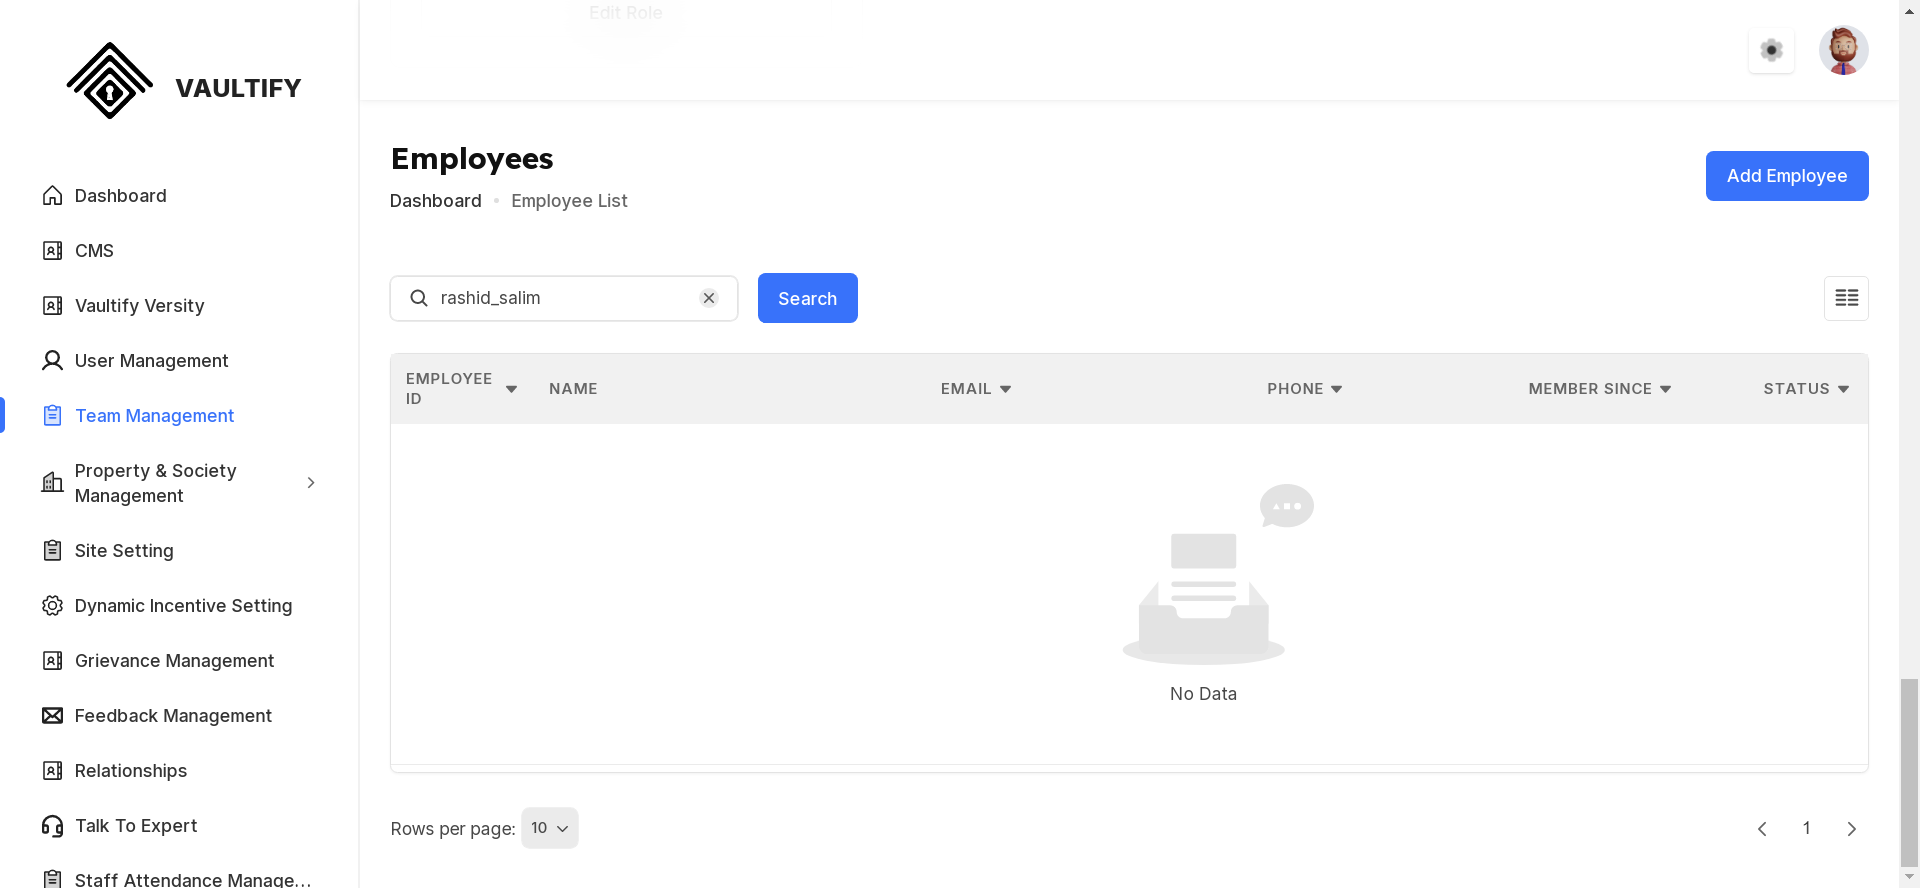 Edit Role
VAULTIFY
Dashboard
CMS
Vaultify Versity
User Management
Team Management
Property & Society
Management
Site Setting
Dynamic Incentive Setting
Grievance Management
Feedback Management
Relationships
Talk To Expert
Staff Attendance Manage...
Employees
Dashboard • Employee List
Add Employee
rashid_salim
Search
EMPLOYEE
ID
NAME
EMAIL
PHONE
MEMBER SINCE
STATUS
No Data
Rows per page: 10
1